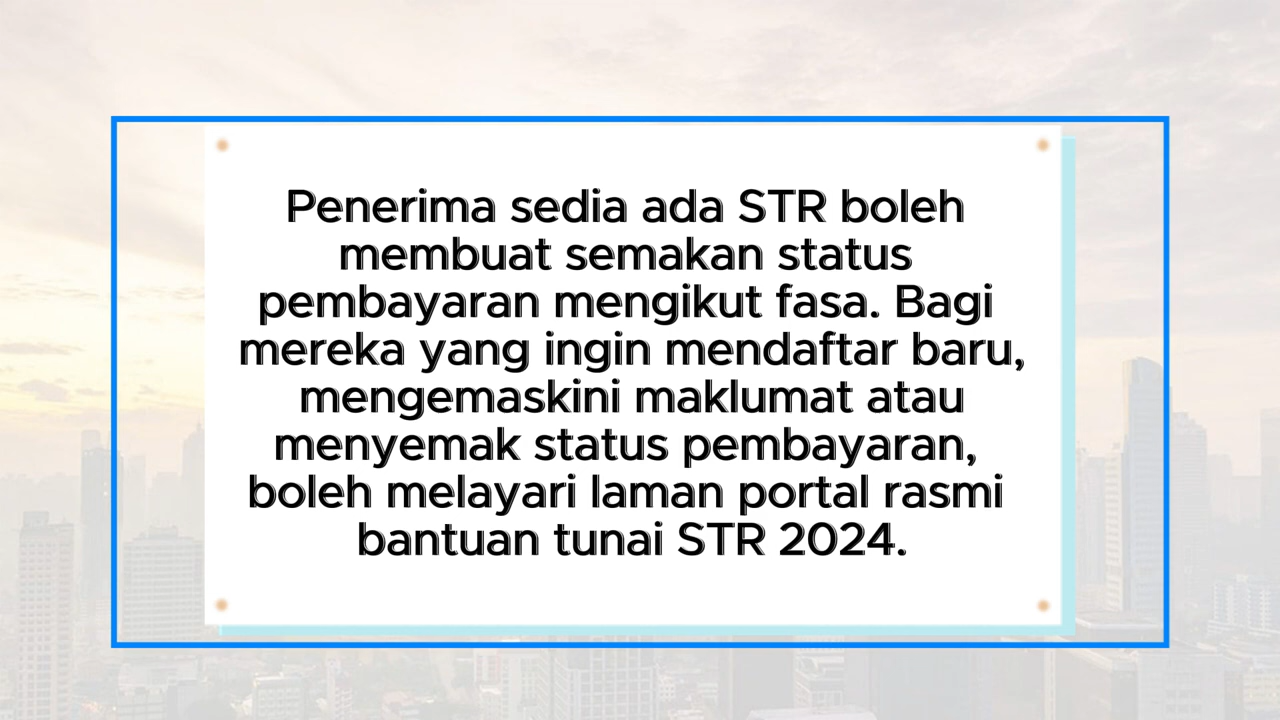 Penerima sedia ada STR boleh
membuat semakan status
pembayaran mengikut fasa. Bagi
mereka yang ingin mendaftar baru,
mengemaskini maklumat atau
menyemak status pembayaran,
boleh melayari laman portal rasmi
bantuan tunai STR 2024.